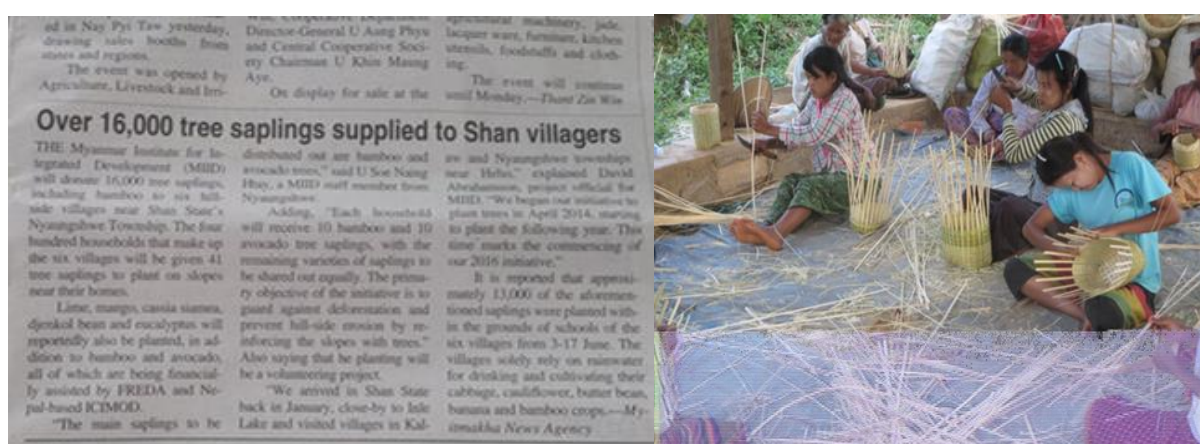 ed in Nay Pyi Taw yesterday,
drawing sales booths from
states and regions.
The event was opened by
Agriculture, Livestock and Irri-
Director-General U Aung Phyu
and Central Cooperative Soci-
ety Chairman U Khin Maung
Aye.
On display for sale at the
agricultural machinery, jade,
lacquer ware, furniture, kitchen
utensils, foodstuffs and cloth-
ing.
The event will continue
until Monday.—Thant Zin Win
Over 16,000 tree saplings supplied to Shan villagers
THE Myanmar Institute for In-
tegrated Development (MIID)
will donate 16,000 tree saplings,
including bamboo to six hill-
side villages near Shan State's
Nyaungshwe Township. The four
hundred households that make up
the six villages will be given 41
tree saplings to plant on slopes
near their homes.
Lime, mango, cassia siamea,
djenkol bean and eucalyptus will
reportedly also be planted, in ad-
dition to bamboo and avocado,
all of which are being financial-
ly assisted by FREDA and Ne-
pal-based ICIMOD.
"The main saplings to be
distributed out are bamboo and
avocado trees," said U Soe Naing
Htay, a MIID staff member from
Nyaungshwe.
Adding, "Each household
will receive 10 bamboo and 10
avocado tree saplings, with the
remaining varieties of saplings to
be shared out equally. The prima-
ry objective of the initiative is to
guard against deforestation and
prevent hill-side erosion by re-
inforcing the slopes with trees."
Also saying that be planting will
be a volunteering project.
"We arrived in Shan State
back in January, close-by to Inle
Lake and visited villages in Kal-
aw and Nyaungshwe townships
near Heho," explained David
Abrahamson, project official for
MIID. "We began our initiative to
plant trees in April 2014, starting
to plant the following year. This
time marks the commencing of
our 2016 initiative."
It is reported that approxi-
mately 13,000 of the aforemen-
tioned saplings were planted with-
in the grounds of schools of the
six villages from 3-17 June. The
villages solely rely on rainwater
for drinking and cultivating their
cabbage, cauliflower, butter bean,
banana and bamboo crops.—My-
itmakha News Agency